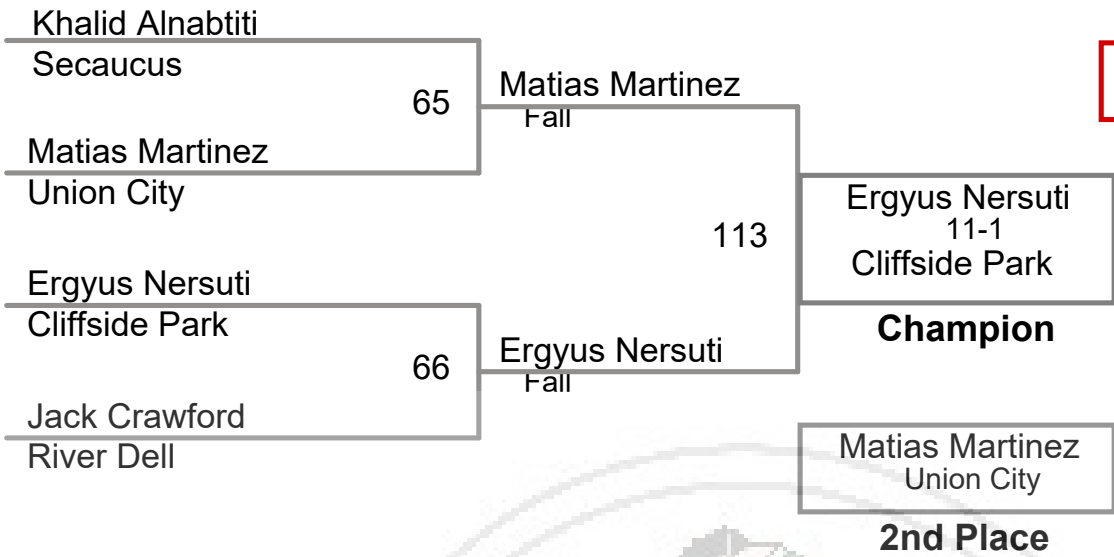 Khalid Alnabtiti
Secaucus
65
Matias Martinez
Union City
Matias Martinez
Fall
Ergyus Nersuti
Cliffside Park
66
Jack Crawford
River Dell
Ergyus Nersuti
Fall
113
Ergyus Nersuti
11-1
Cliffside Park
Champion
Matias Martinez
Union City
2nd Place